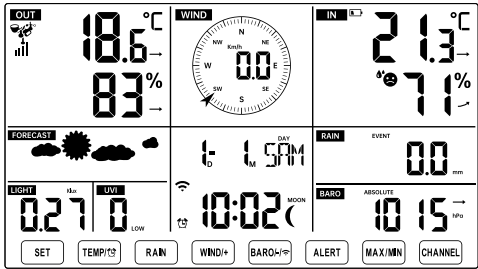 OUT
18.6°C
83%
WIND
N
NW
NE
Km/h
0.0
W
E
SW
SE
S
IN
21.3°C
71%
FORECAST
1-D 1.M
DAY
SAM
10:02
MOON
RAIN
EVENT
0.0 mm
LIGHT
Klux
0.27
UVI
0 LOW
BARO
ABSOLUTE
1015 hPa
SET TEMP/ RAIN WIND/+ BARO/-/ ALERT MAX/MIN CHANNEL